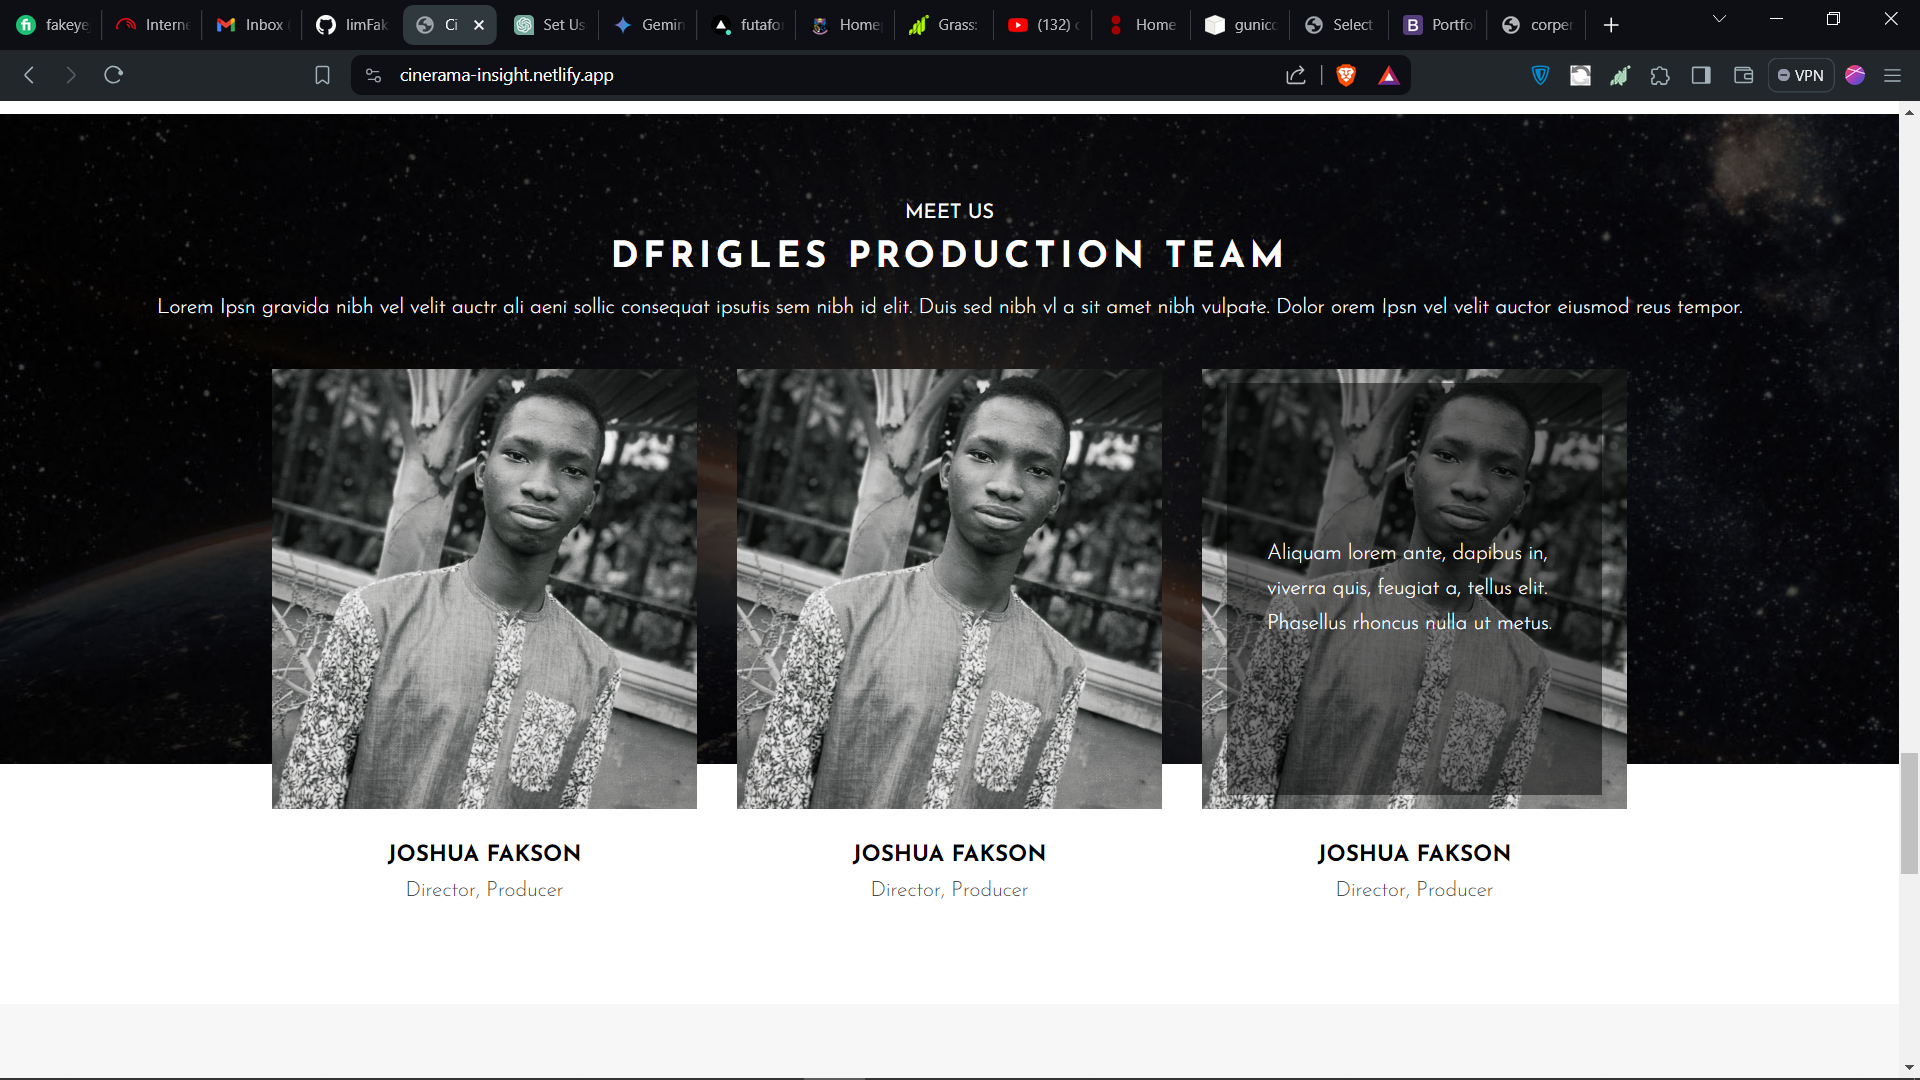 fakeye
Interne
Inbox
limFak
Ci
Set Us
Gemin
futafo
Home
Grass:
(132)
Home
gunico
Select
Portfo
corper
cinerama-insight.netlify.app
VPN
MEET US
DFRIGLES PRODUCTION TEAM
Lorem Ipsn gravida nibh vel velit auctr ali aeni sollic consequat ipsutis sem nibh id elit. Duis sed nibh vl a sit amet nibh vulpate. Dolor orem Ipsn vel velit auctor eiusmod reus tempor.
Aliquam lorem ante, dapibus in,
viverra quis, feugiat a, tellus elit.
Phasellus rhoncus nulla ut metus.
JOSHUA FAKSON
Director, Producer
JOSHUA FAKSON
Director, Producer
JOSHUA FAKSON
Director, Producer